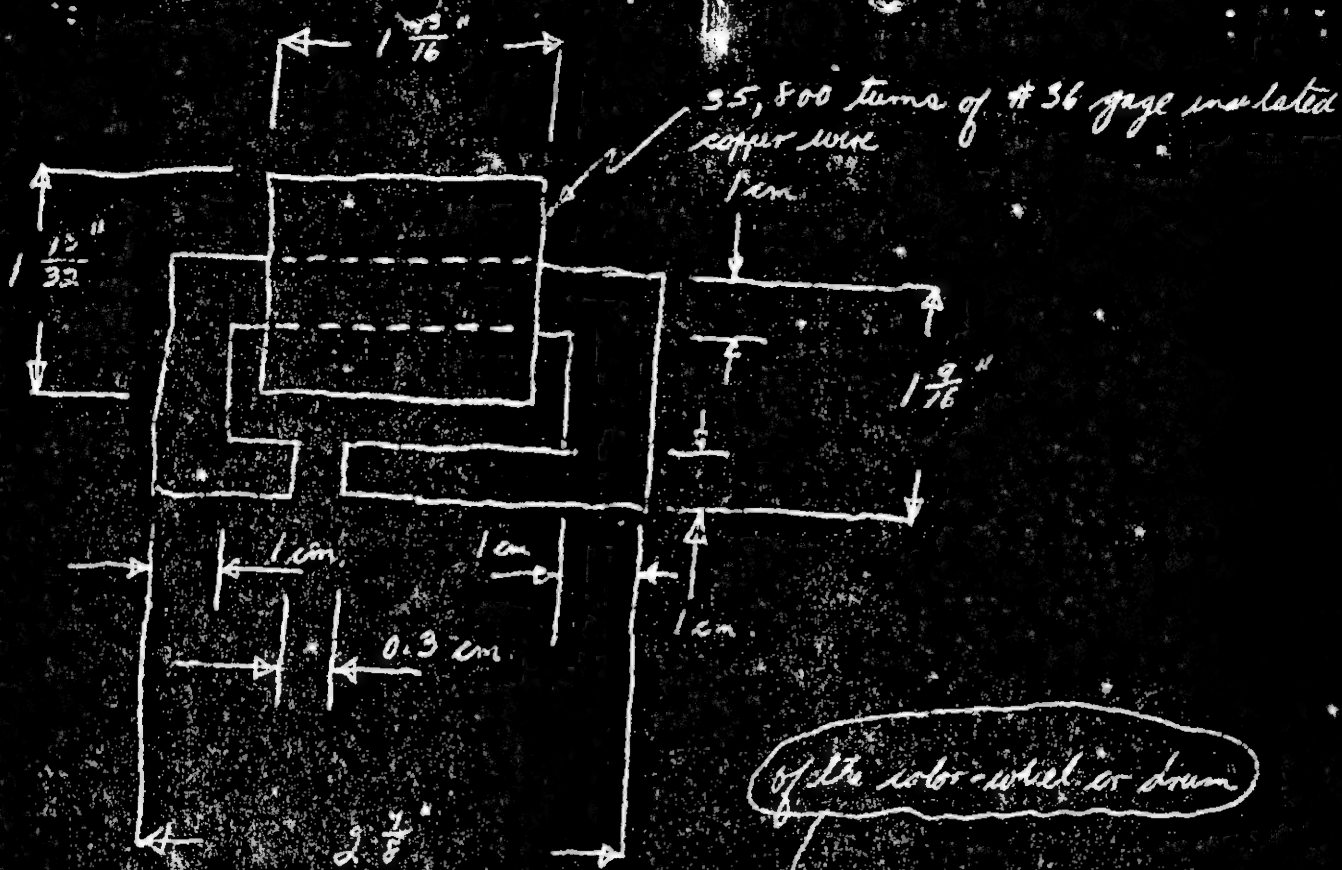 1 13/16"
35,800 turns of #36 gage insulated
copper wire
1 cm
1 13/32"
1 9/16"
1 cm.
1 cm
1 cm.
0.3 cm.
of the color-wheel or drum
2 7/8"